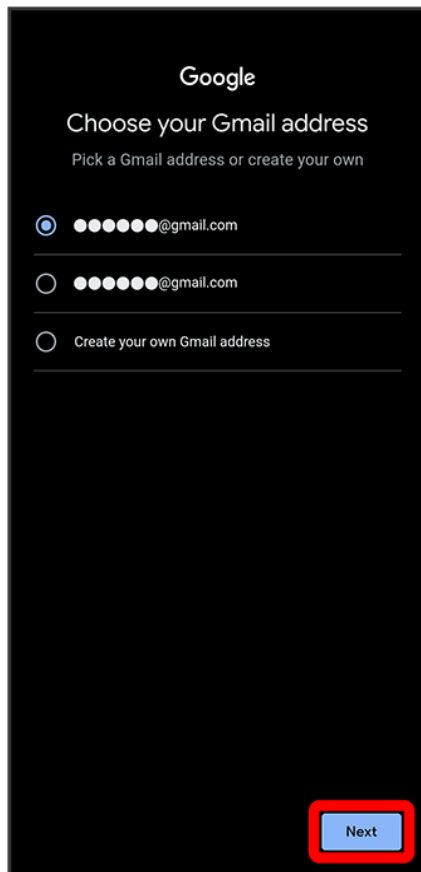 Google
Choose your Gmail address
Pick a Gmail address or create your own
●●●●●●@gmail.com
●●●●●●@gmail.com
Create your own Gmail address
Next